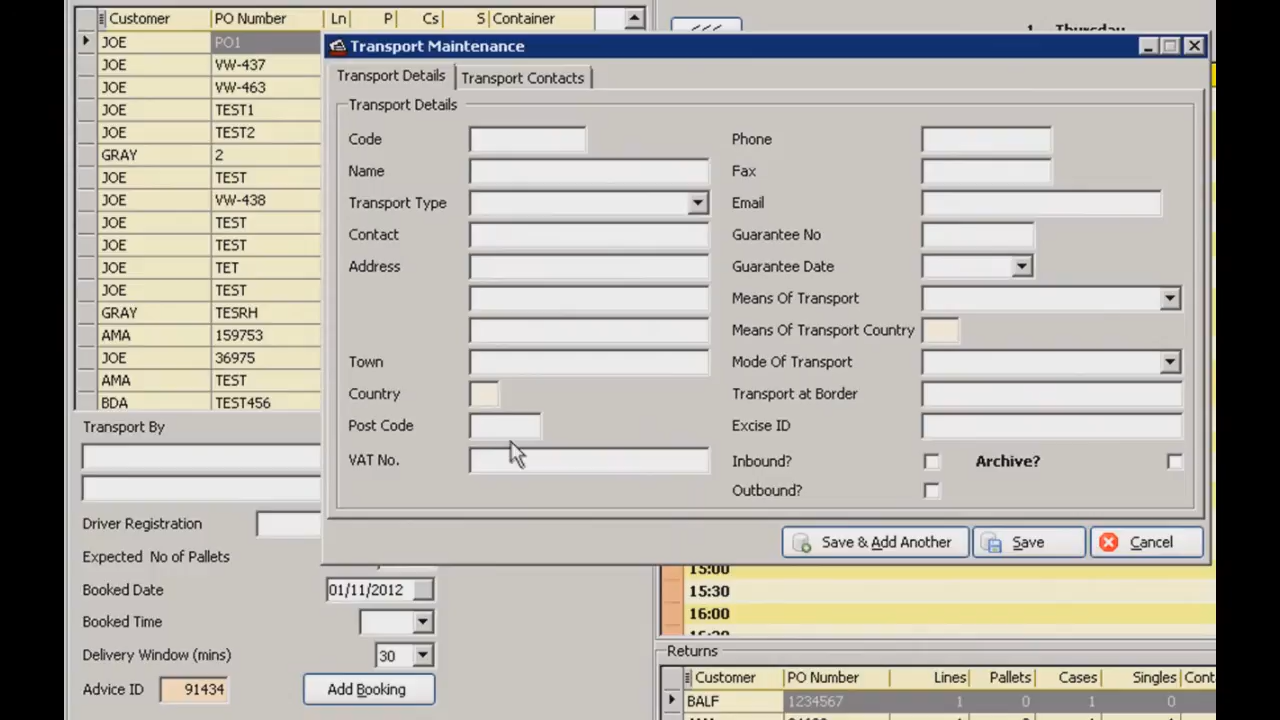 Customer PO Number Ln P Cs S Container
JOE PO1
JOE VW-437
JOE VW-463
JOE TEST1
JOE TEST2
GRAY 2
JOE TEST
JOE VW-438
JOE TEST
JOE TEST
JOE TET
JOE TEST
GRAY TESRH
AMA 159753
JOE 36975
AMA TEST
BDA TEST456
Transport By
Driver Registration
Expected No of Pallets
Booked Date 01/11/2012
Booked Time
Delivery Window (mins) 30
Advice ID 91434 Add Booking
1 Thursday
Transport Maintenance
Transport Details Transport Contacts
Transport Details
Code
Name
Transport Type
Contact
Address
Town
Country
Post Code
VAT No.
Phone
Fax
Email
Guarantee No
Guarantee Date
Means Of Transport
Means Of Transport Country
Mode Of Transport
Transport at Border
Excise ID
Inbound? Archive?
Outbound?
Save & Add Another Save Cancel
15:00
15:30
16:00
16:30
Returns
Customer PO Number Lines Pallets Cases Singles Cont
BALF 1234567 1 0 1 0